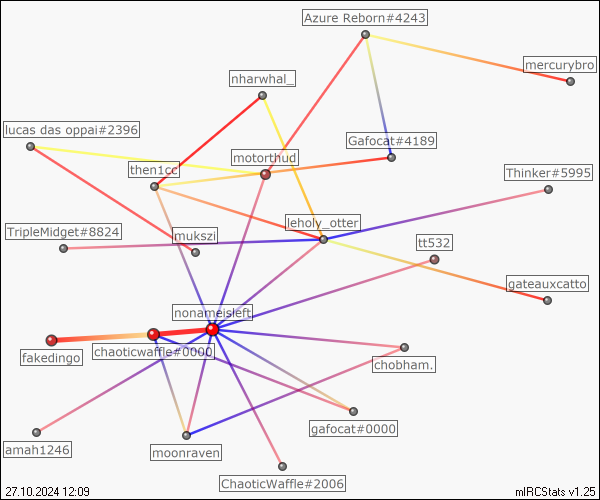 Azure Reborn#4243
mercurybro
nharwhal_
lucas das oppai#2396
Gafocat#4189
motorthud
then1cc
Thinker#5995
leholy_otter
TripleMidget#8824
mukszi
tt532
gateauxcatto
nonameisleft
fakedingo
chaoticwaffle#0000
chobham.
gafocat#0000
amah1246
moonraven
ChaoticWaffle#2006
27.10.2024 12:09
mIRCStats v1.25